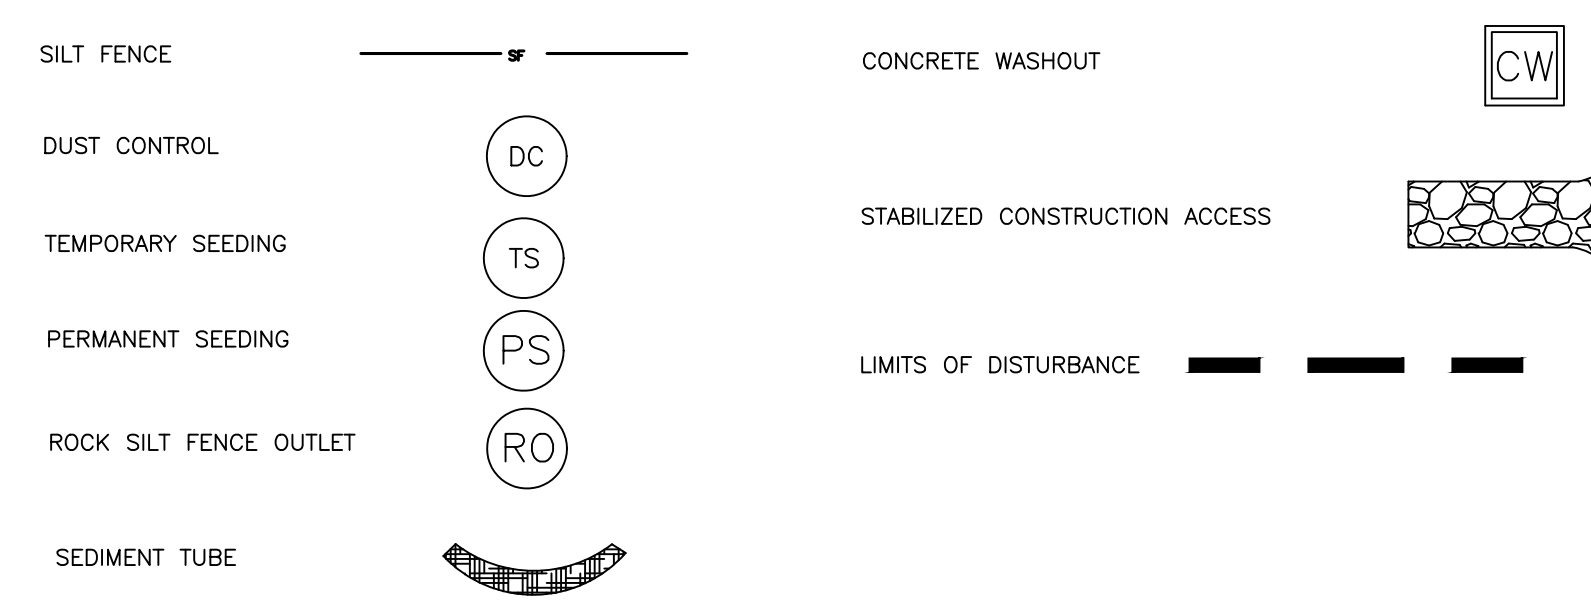 SILT FENCE SF
DUST CONTROL DC
TEMPORARY SEEDING TS
PERMANENT SEEDING PS
ROCK SILT FENCE OUTLET RO
SEDIMENT TUBE
CONCRETE WASHOUT CW
STABILIZED CONSTRUCTION ACCESS
LIMITS OF DISTURBANCE